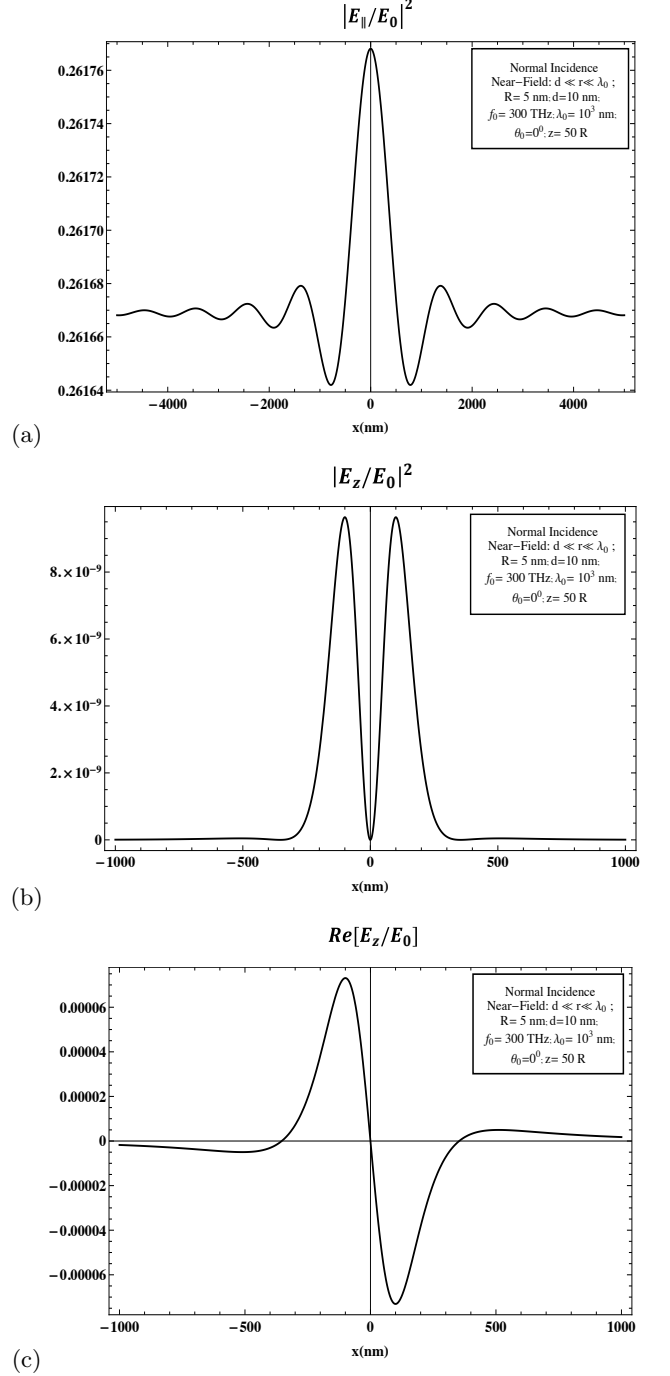 |E∥/E₀|²
0.26176
0.26174
0.26172
0.26170
0.26168
0.26166
0.26164
Normal Incidence
Near−Field: d ≪ r≪ λ₀ ;
R= 5 nm; d=10 nm;
f₀= 300 THz; λ₀= 10³ nm;
θ₀=0⁰; z= 50 R
−4000 −2000 0 2000 4000
x(nm)
(a)
|E_z/E₀|²
8.×10⁻⁹
6.×10⁻⁹
4.×10⁻⁹
2.×10⁻⁹
0
Normal Incidence
Near−Field: d ≪ r≪ λ₀ ;
R= 5 nm; d=10 nm;
f₀= 300 THz; λ₀= 10³ nm;
θ₀=0⁰; z= 50 R
−1000 −500 0 500 1000
x(nm)
(b)
Re[E_z/E₀]
0.00006
0.00004
0.00002
0
−0.00002
−0.00004
−0.00006
Normal Incidence
Near−Field: d ≪ r≪ λ₀ ;
R= 5 nm; d=10 nm;
f₀= 300 THz; λ₀= 10³ nm;
θ₀=0⁰; z= 50 R
−1000 −500 0 500 1000
x(nm)
(c)